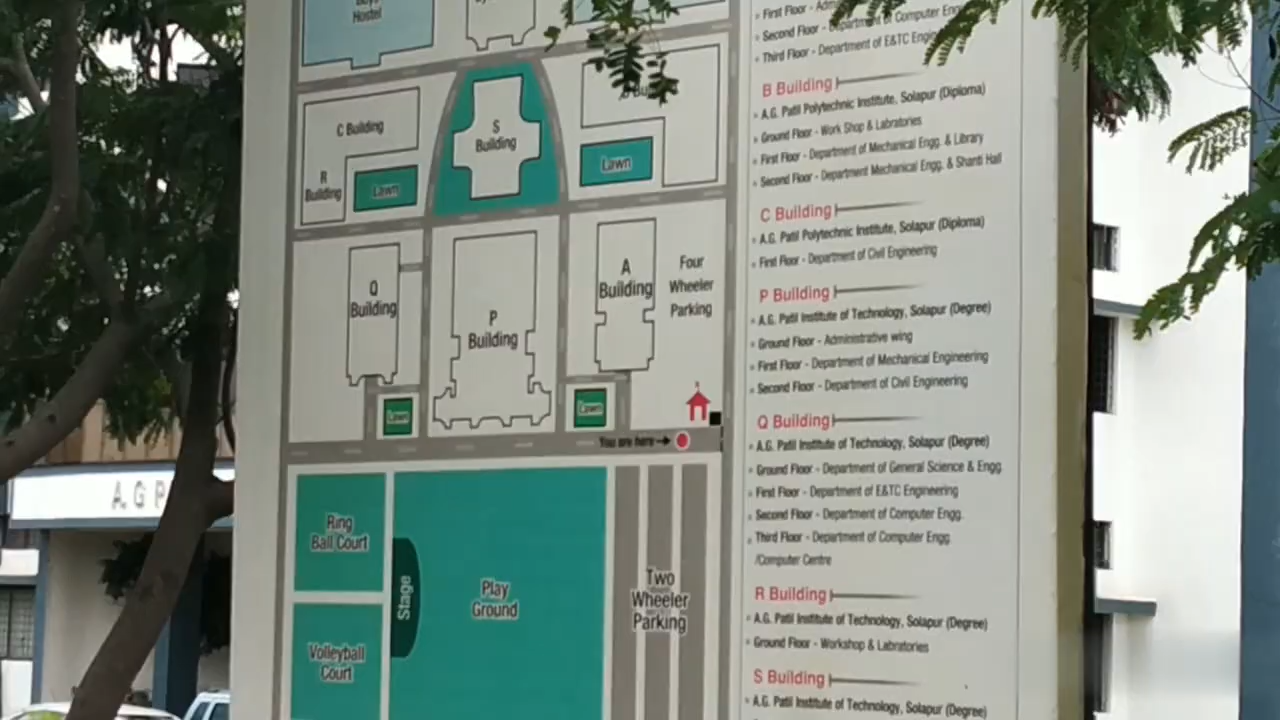 Boys
Hostel
C Building
R
Building
Lawn
S
Building
Lawn
Q
Building
P
Building
A
Building
Four
Wheeler
Parking
Lawn
Lawn
You are here
Ring
Ball Court
Stage
Play
Ground
Two
Wheeler
Parking
Volleyball
Court
A.G.P
First Floor -
Second Floor - Department of Computer Eng
Third Floor - Department of E&TC Engi
B Building
A.G. Patil Polytechnic Institute, Solapur (Diploma)
Ground Floor - Work Shop & Labratories
First Floor - Department of Mechanical Engg. & Library
Second Floor - Department Mechanical Engg. & Shanti Hall
C Building
A.G. Patil Polytechnic Institute, Solapur (Diploma)
First Floor - Department of Civil Engineering
P Building
A.G. Patil Institute of Technology, Solapur (Degree)
Ground Floor - Administrative wing
First Floor - Department of Mechanical Engineering
Second Floor - Department of Civil Engineering
Q Building
A.G. Patil Institute of Technology, Solapur (Degree)
Ground Floor - Department of General Science & Engg.
First Floor - Department of E&TC Engineering
Second Floor - Department of Computer Engg.
Third Floor - Department of Computer Engg.
/Computer Centre
R Building
A.G. Patil Institute of Technology, Solapur (Degree)
Ground Floor - Workshop & Labratories
S Building
A.G. Patil Institute of Technology, Solapur (Degree)